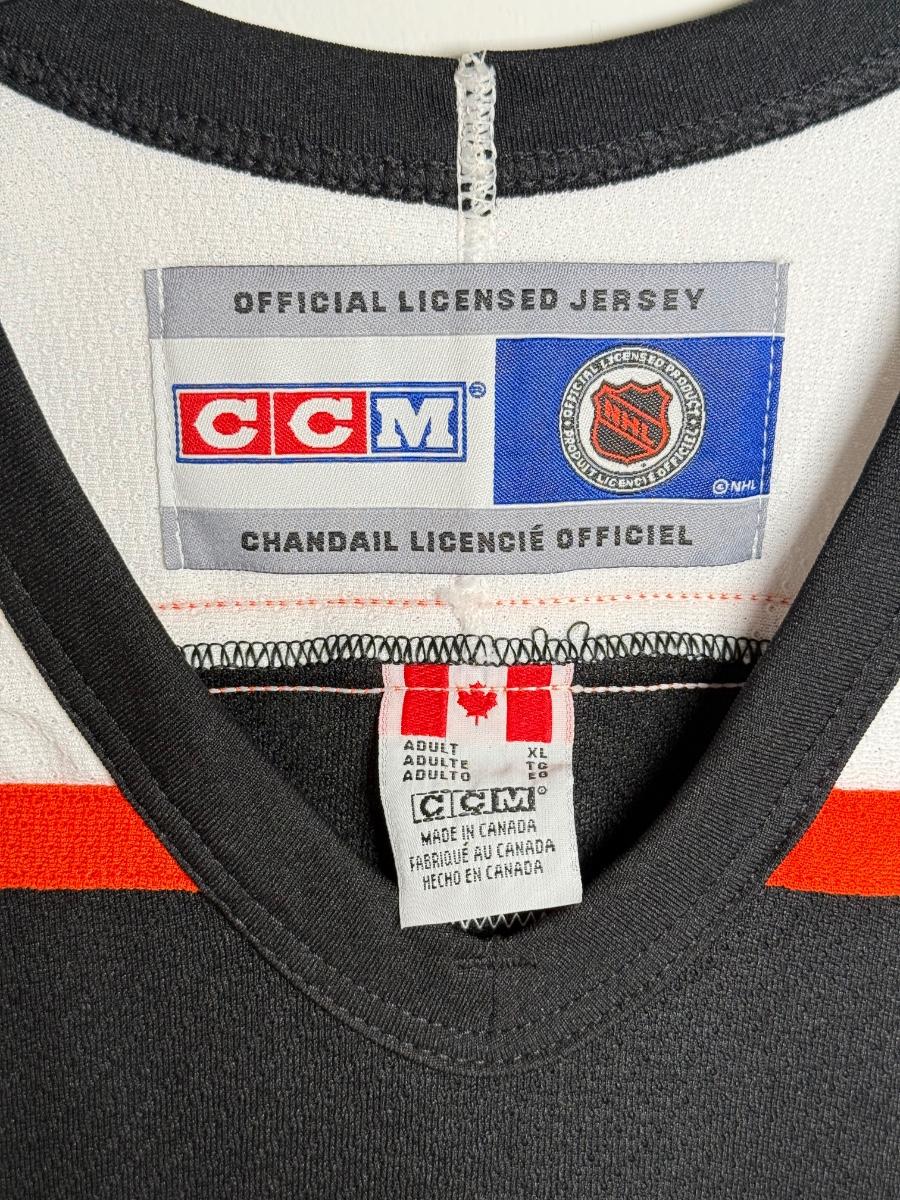 OFFICIAL LICENSED JERSEY
CCM®
OFFICIAL LICENSED PRODUCT
NHL
PRODUIT LICENCIÉ OFFICIEL
© NHL
CHANDAIL LICENCIÉ OFFICIEL
ADULT XL
ADULTE TG
ADULTO EG
CCM®
MADE IN CANADA
FABRIQUÉ AU CANADA
HECHO EN CANADA